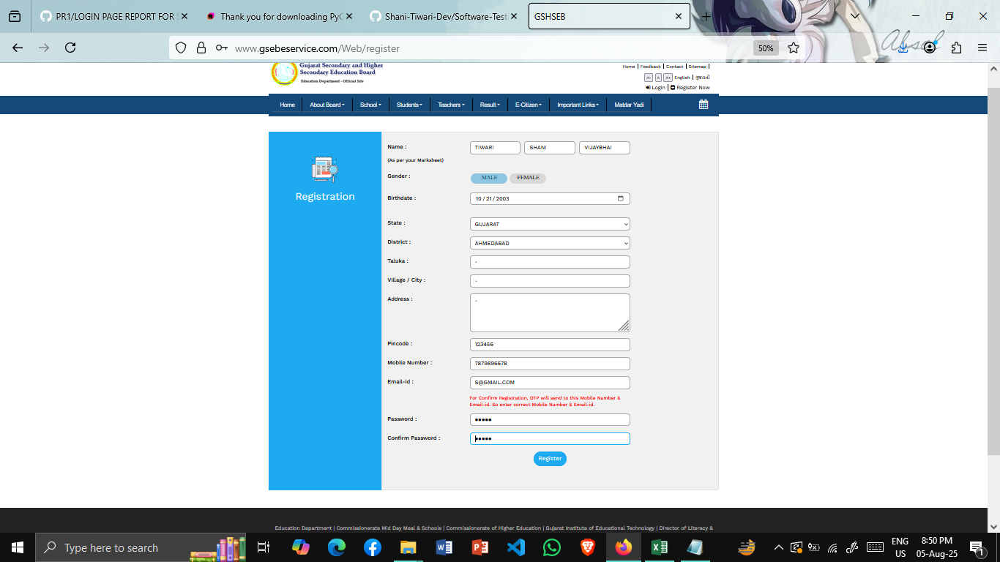 PR1/LOGIN PAGE REPORT FOR S
Thank you for downloading PyC
Shani-Tiwari-Dev/Software-Test
GSHSEB
www.gsebeservice.com/Web/register
50%
Absol
Gujarat Secondary and Higher
Secondary Education Board
Education Department - Official Site
Home | Feedback | Contact | Sitemap |
A- A A+ English | ગુજરાતી
Login | Register Now
Home About Board School Students Teachers Result E-Citizen Important Links Matdar Yadi
Registration
Name : TIWARI SHANI VIJAYBHAI
(As per your Marksheet)
Gender : MALE FEMALE
Birthdate : 10 / 21 / 2003
State : GUJARAT
District : AHMEDABAD
Taluka : -
Village / City : -
Address : -
Pincode : 123456
Mobile Number : 7879896678
Email-id : S@GMAIL.COM
For Confirm Registration, OTP will send to this Mobile Number &
Email-id. So enter correct Mobile Number & Email-id.
Password : •••••
Confirm Password : •••••
Register
Education Department | Commissionerate Mid Day Meal & Schools | Commissionerate of Higher Education | Gujarat Institute of Educational Technology | Director of Literacy &
Type here to search
ENG
US
8:50 PM
05-Aug-25
1